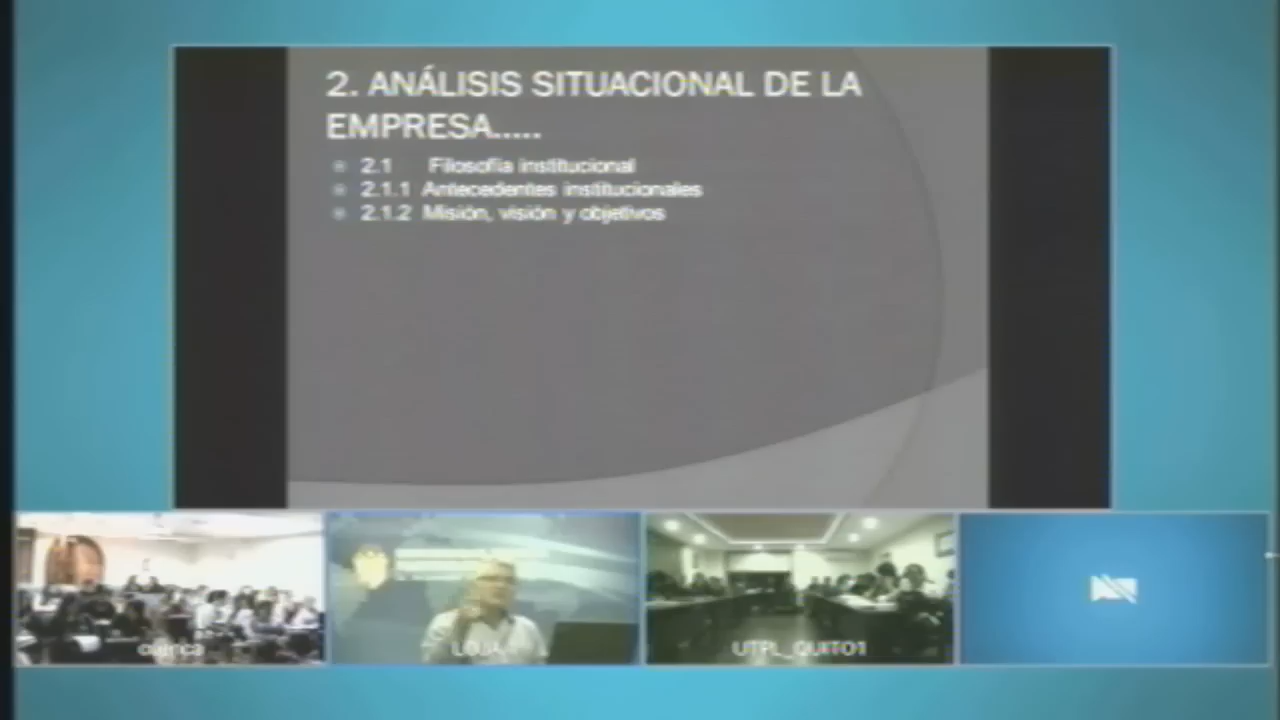 2. ANÁLISIS SITUACIONAL DE LA
EMPRESA.....
2.1 Filosofía institucional
2.1.1 Antecedentes institucionales
2.1.2 Misión, visión y objetivos
cuenca
LOJA
UTPL_QUITO1